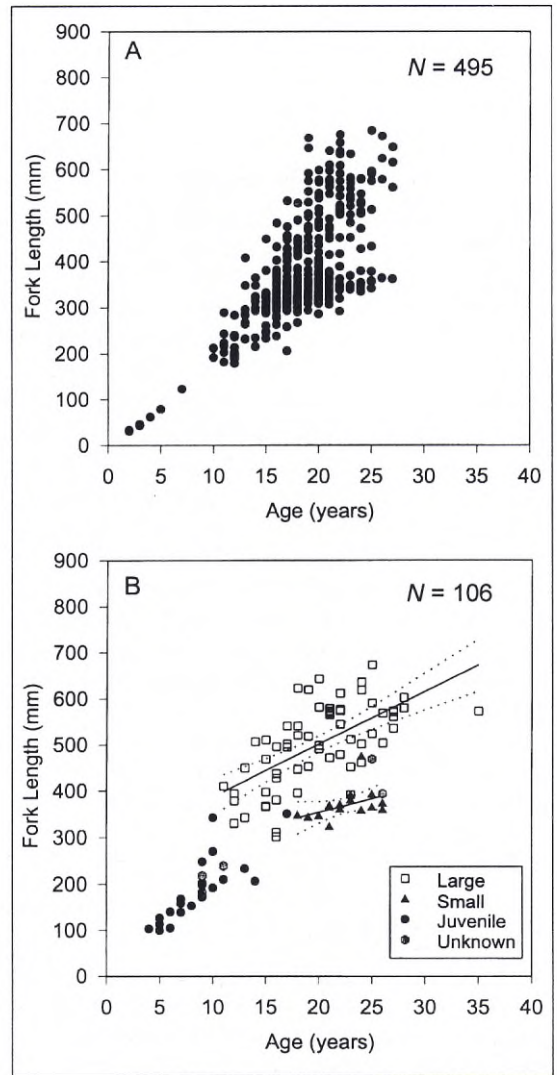 A
N = 495
900
800
700
600
500
400
300
200
100
0
Fork Length (mm)
0 5 10 15 20 25 30 35 40
Age (years)
B
N = 106
900
800
700
600
500
400
300
200
100
0
Fork Length (mm)
Large
Small
Juvenile
Unknown
0 5 10 15 20 25 30 35 40
Age (years)